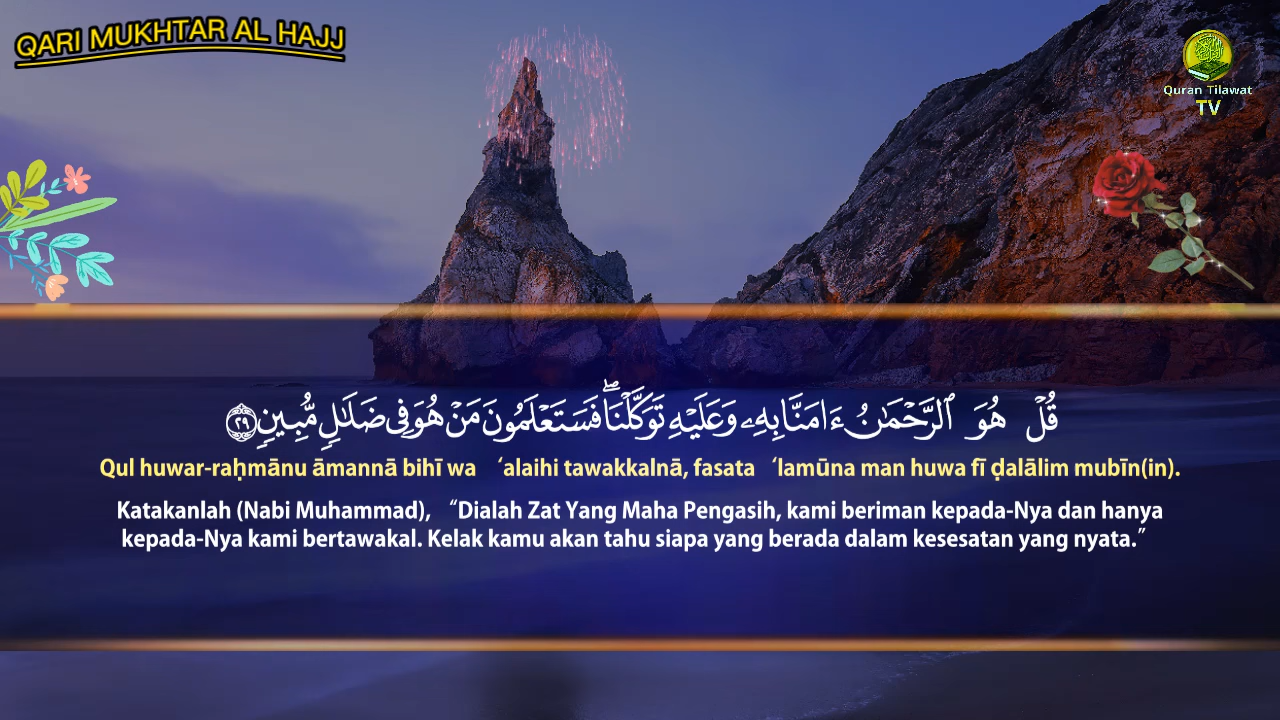 QARI MUKHTAR AL HAJJ
Quran Tilawat
TV
قُلۡ هُوَ ٱلرَّحۡمَٰنُ ءَامَنَّا بِهِۦ وَعَلَيۡهِ تَوَكَّلۡنَاۖ فَسَتَعۡلَمُونَ مَنۡ هُوَ فِي ضَلَٰلٖ مُّبِينٖ ٢٩
Qul huwar-raḥmānu āmannā bihī wa ‘alaihi tawakkalnā, fasata ‘lamūna man huwa fī ḍalālim mubīn(in).
Katakanlah (Nabi Muhammad), “Dialah Zat Yang Maha Pengasih, kami beriman kepada-Nya dan hanya
kepada-Nya kami bertawakal. Kelak kamu akan tahu siapa yang berada dalam kesesatan yang nyata.”